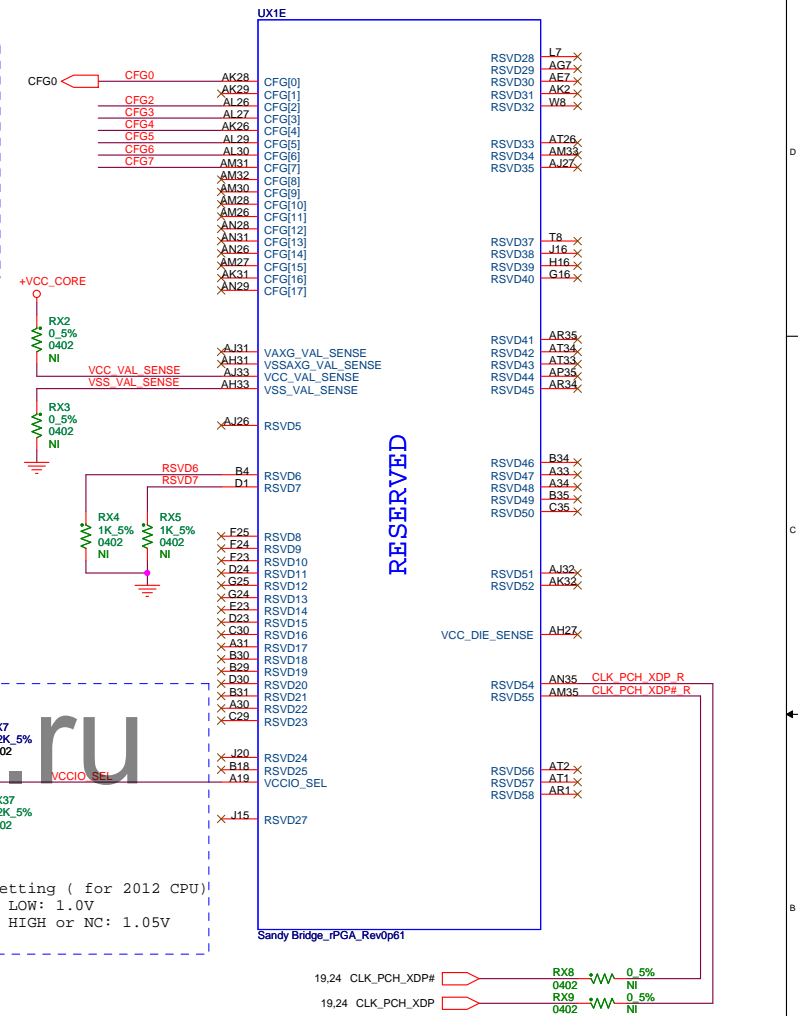 UX1E
CFG0 CFG0 AK28 CFG[0]
AK29 CFG[1]
CFG2 AL26 CFG[2]
CFG3 AL27 CFG[3]
CFG4 AK26 CFG[4]
CFG5 AL29 CFG[5]
CFG6 AL30 CFG[6]
CFG7 AM31 CFG[7]
AM32 CFG[8]
AM30 CFG[9]
AM28 CFG[10]
AM26 CFG[11]
AN28 CFG[12]
AN31 CFG[13]
AN26 CFG[14]
AM27 CFG[15]
AK31 CFG[16]
AN29 CFG[17]
+VCC_CORE
RX2
0_5%
0402
NI
AJ31 VAXG_VAL_SENSE
AH31 VSSAXG_VAL_SENSE
VCC_VAL_SENSE AJ33 VCC_VAL_SENSE
VSS_VAL_SENSE AH33 VSS_VAL_SENSE
RX3
0_5%
0402
NI
AJ26 RSVD5
RSVD6 B4 RSVD6
RSVD7 D1 RSVD7
RX4
1K_5%
0402
NI
RX5
1K_5%
0402
NI
F25 RSVD8
F24 RSVD9
F23 RSVD10
D24 RSVD11
G25 RSVD12
G24 RSVD13
E23 RSVD14
D23 RSVD15
C30 RSVD16
A31 RSVD17
B30 RSVD18
B29 RSVD19
D30 RSVD20
B31 RSVD21
A30 RSVD22
C29 RSVD23
J20 RSVD24
B18 RSVD25
VCCIO_SEL A19 VCCIO_SEL
J15 RSVD27
RESERVED
RSVD28 L7
RSVD29 AG7
RSVD30 AE7
RSVD31 AK2
RSVD32 W8
RSVD33 AT26
RSVD34 AM33
RSVD35 AJ27
RSVD37 T8
RSVD38 J16
RSVD39 H16
RSVD40 G16
RSVD41 AR35
RSVD42 AT34
RSVD43 AT33
RSVD44 AP35
RSVD45 AR34
RSVD46 B34
RSVD47 A33
RSVD48 A34
RSVD49 B35
RSVD50 C35
RSVD51 AJ32
RSVD52 AK32
VCC_DIE_SENSE AH27
RSVD54 AN35 CLK_PCH_XDP_R
RSVD55 AM35 CLK_PCH_XDP#_R
RSVD56 AT2
RSVD57 AT1
RSVD58 AR1
Sandy Bridge_rPGA_Rev0p61
.ru
X7
2K_5%
02
X37
2K_5%
02
etting ( for 2012 CPU)
LOW: 1.0V
HIGH or NC: 1.05V
19,24 CLK_PCH_XDP# RX8 0_5%
0402 NI
19,24 CLK_PCH_XDP RX9 0_5%
0402 NI
D
C
B